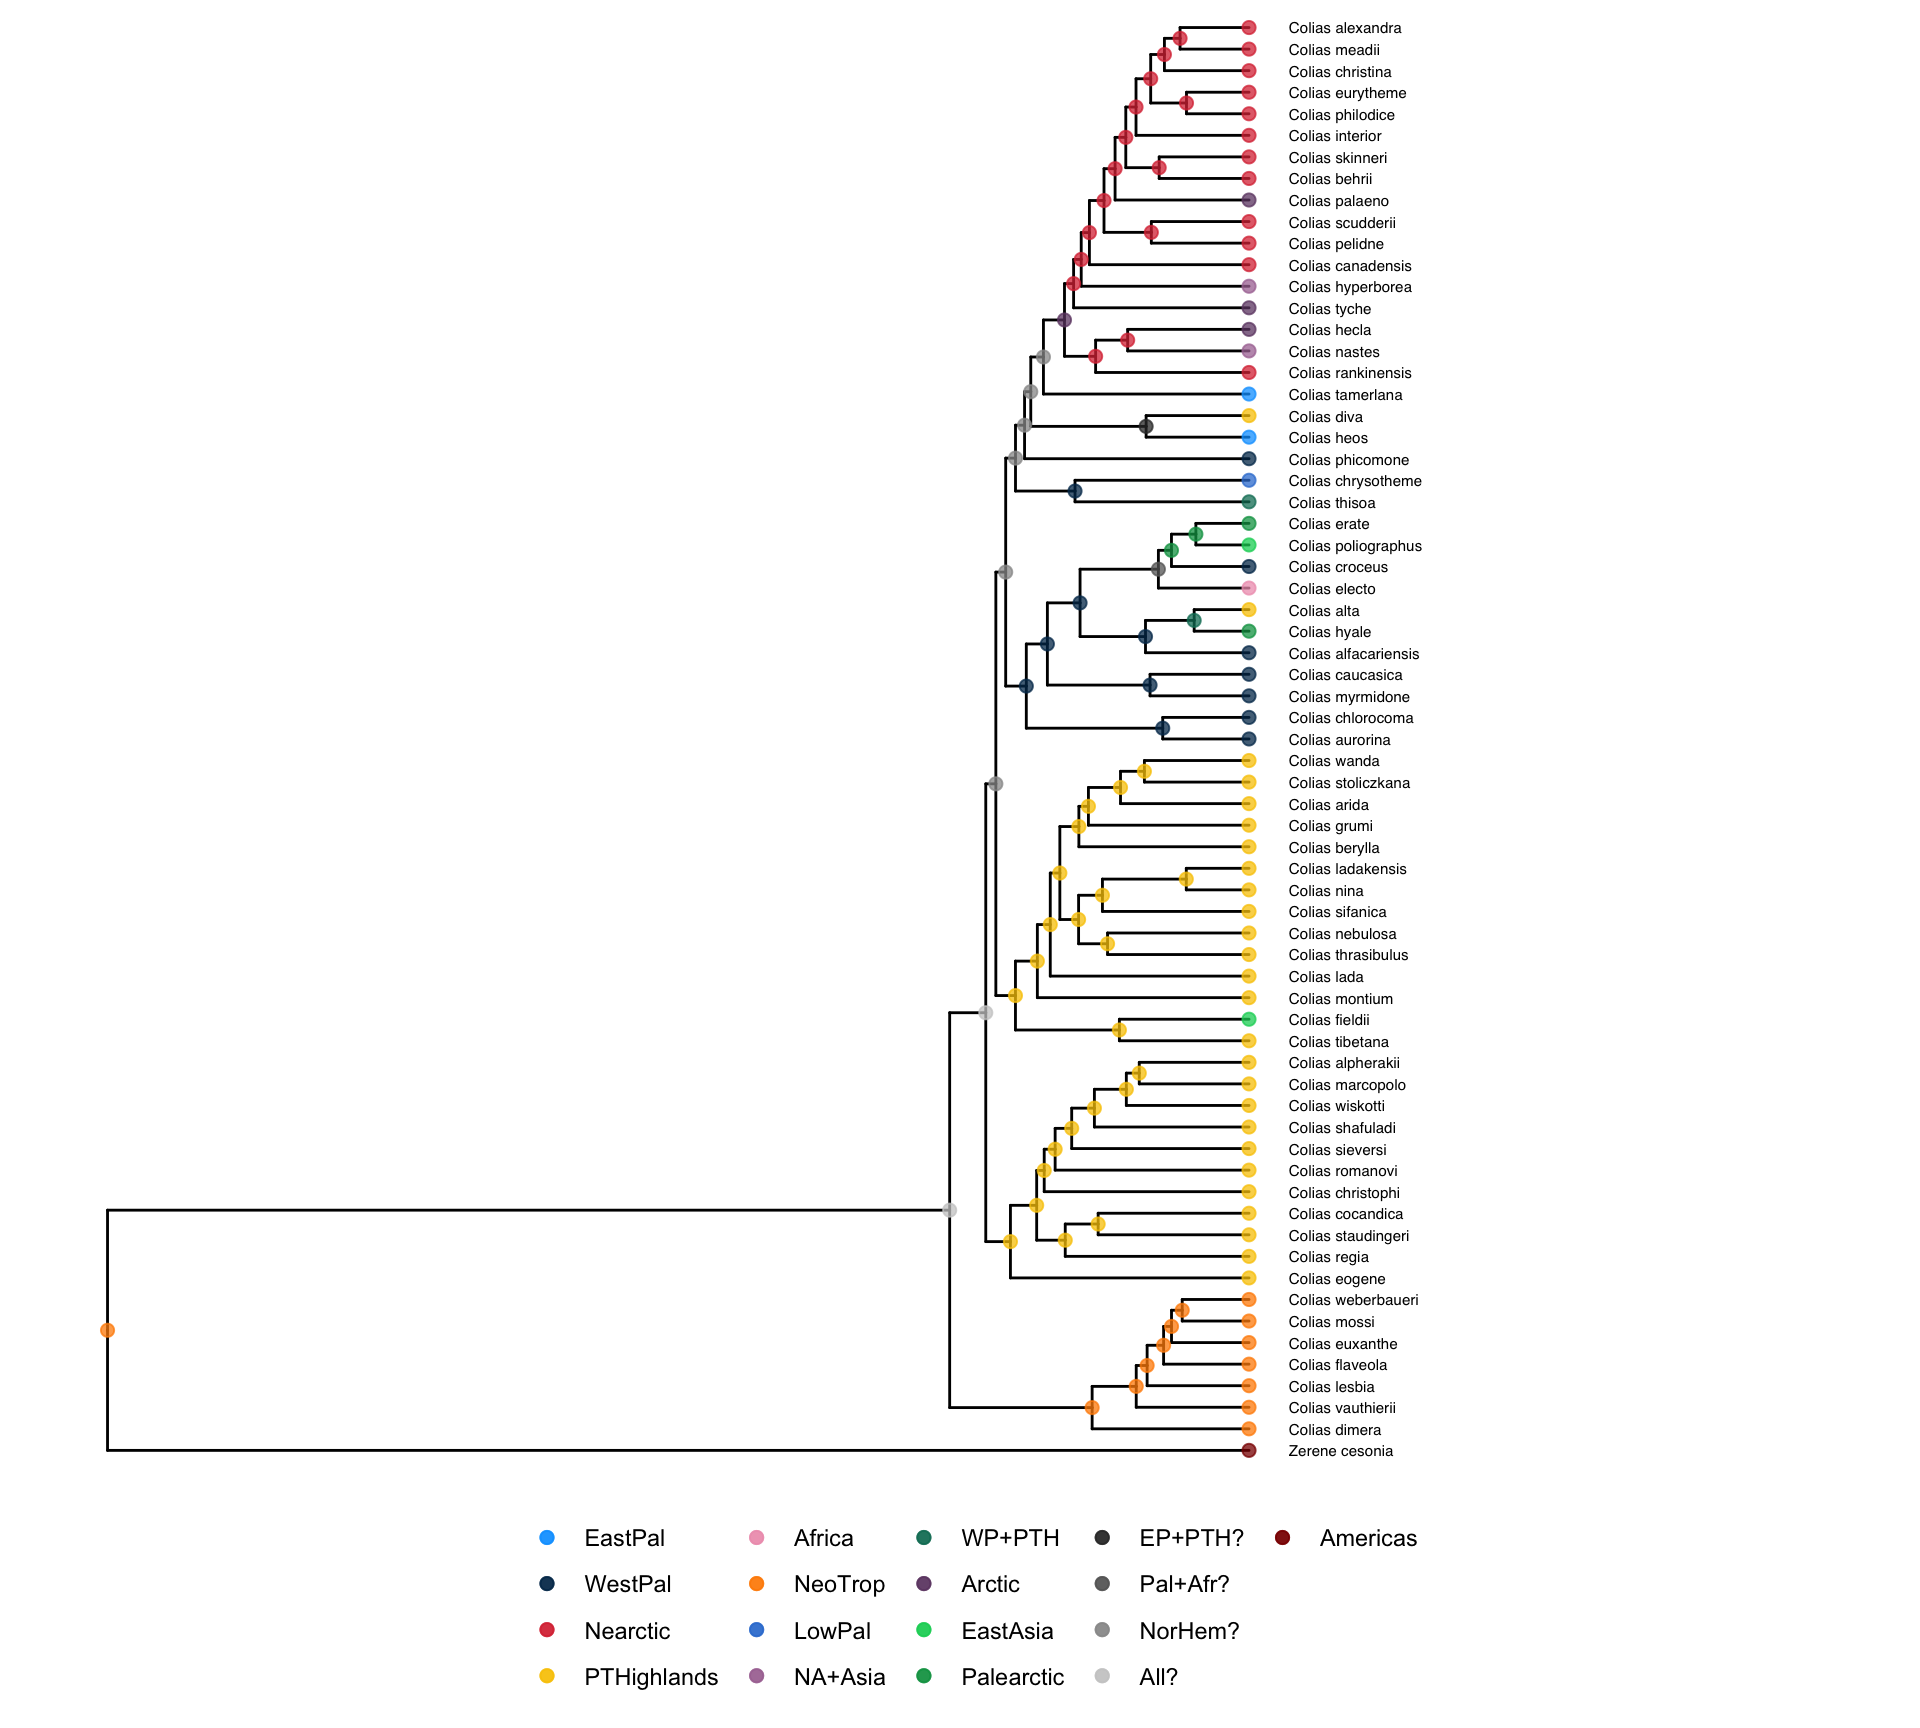 Colias alexandra
Colias meadii
Colias christina
Colias eurytheme
Colias philodice
Colias interior
Colias skinneri
Colias behrii
Colias palaeno
Colias scudderii
Colias pelidne
Colias canadensis
Colias hyperborea
Colias tyche
Colias hecla
Colias nastes
Colias rankinensis
Colias tamerlana
Colias diva
Colias heos
Colias phicomone
Colias chrysotheme
Colias thisoa
Colias erate
Colias poliographus
Colias croceus
Colias electo
Colias alta
Colias hyale
Colias alfacariensis
Colias caucasica
Colias myrmidone
Colias chlorocoma
Colias aurorina
Colias wanda
Colias stoliczkana
Colias arida
Colias grumi
Colias berylla
Colias ladakensis
Colias nina
Colias sifanica
Colias nebulosa
Colias thrasibulus
Colias lada
Colias montium
Colias fieldii
Colias tibetana
Colias alpherakii
Colias marcopolo
Colias wiskotti
Colias shafuladi
Colias sieversi
Colias romanovi
Colias christophi
Colias cocandica
Colias staudingeri
Colias regia
Colias eogene
Colias weberbaueri
Colias mossi
Colias euxanthe
Colias flaveola
Colias lesbia
Colias vauthierii
Colias dimera
Zerene cesonia
EastPal Africa WP+PTH EP+PTH? Americas
WestPal NeoTrop Arctic Pal+Afr?
Nearctic LowPal EastAsia NorHem?
PTHighlands NA+Asia Palearctic All?